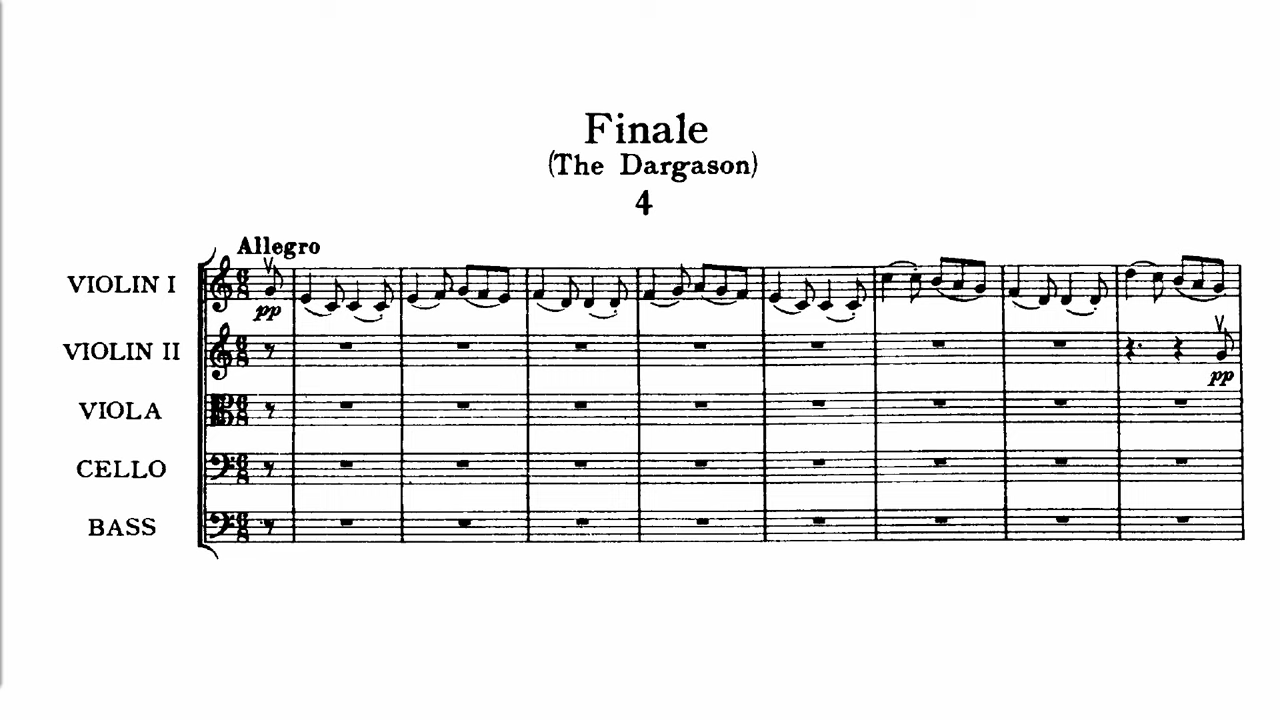 Finale
(The Dargason)
4
Allegro
VIOLIN I
pp
VIOLIN II
pp
VIOLA
CELLO
BASS